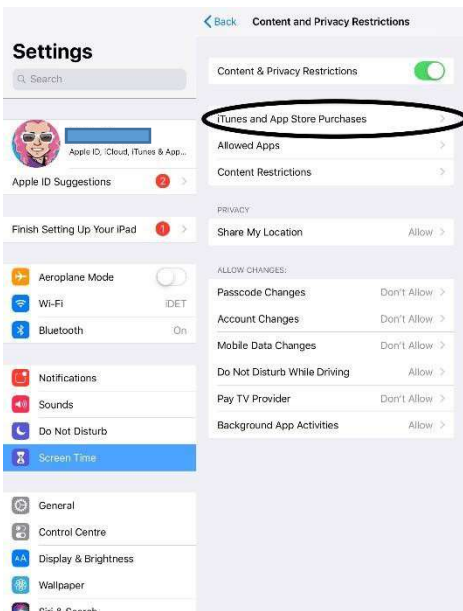 Settings
Search
Apple ID, iCloud, iTunes & App...
Apple ID Suggestions 2
Finish Setting Up Your iPad 1
Aeroplane Mode
Wi-Fi iDET
Bluetooth On
Notifications
Sounds
Do Not Disturb
Screen Time
General
Control Centre
AA Display & Brightness
Wallpaper
Siri & Search
Back Content and Privacy Restrictions
Content & Privacy Restrictions
iTunes and App Store Purchases
Allowed Apps
Content Restrictions
PRIVACY
Share My Location Allow
ALLOW CHANGES:
Passcode Changes Don't Allow
Account Changes Don't Allow
Mobile Data Changes Don't Allow
Do Not Disturb While Driving Allow
Pay TV Provider Don't Allow
Background App Activities Allow